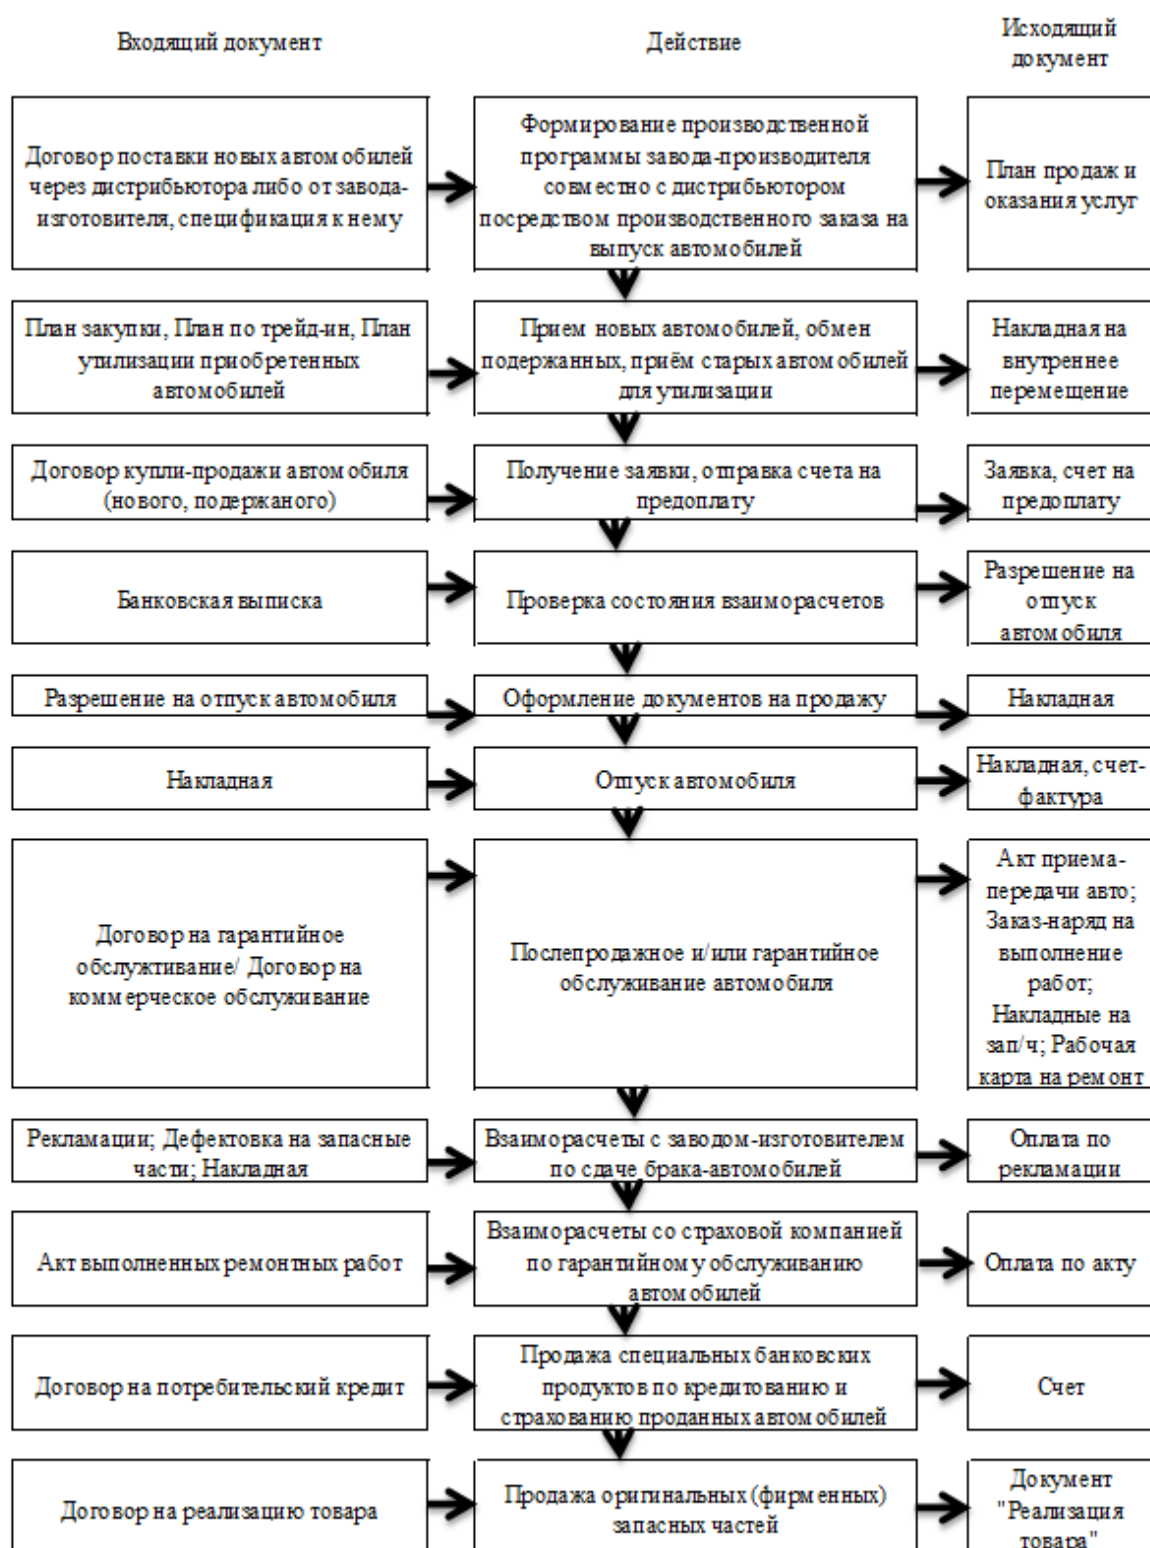 Входящий документ
Действие
Исходящий
документ
Договор поставки новых автомобилей
через дистрибьютора либо от завода-
изготовителя, спецификация к нему
Формирование производственной
программы завода-производителя
совместно с дистрибьютором
посредством производственного заказа на
выпуск автомобилей
План продаж и
оказания услуг
План закупки, План по трейд-ин, План
утилизации приобретенных
автомобилей
Прием новых автомобилей, обмен
подержанных, приём старых автомобилей
для утилизации
Накладная на
внутреннее
перемещение
Договор купли-продажи автомобиля
(нового, подержаного)
Получение заявки, отправка счета на
предоплату
Заявка, счет на
предоплату
Банковская выписка
Проверка состояния взаиморасчетов
Разрешение на
отпуск
автомобиля
Разрешение на отпуск автомобиля
Оформление документов на продажу
Накладная
Накладная
Отпуск автомобиля
Накладная, счет-
фактура
Договор на гарантийное
обслуктивание/ Договор на
коммерческое обслуживание
Послепродажное и/или гарантийное
обслуживание автомобиля
Акт приема-
передачи авто;
Заказ-наряд на
выполнение
работ;
Накладные на
зап/ч; Рабочая
карта на ремонт
Рекламации; Дефектовка на запасные
части; Накладная
Взаиморасчеты с заводом-изготовителем
по сдаче брака-автомобилей
Оплата по
рекламации
Акт выполненных ремонтных работ
Взаиморасчеты со страховой компанией
по гарантийному обслуживанию
автомобилей
Оплата по акту
Договор на потребительский кредит
Продажа специальных банковских
продуктов по кредитованию и
страхованию проданных автомобилей
Счет
Договор на реализацию товара
Продажа оригинальных (фирменных)
запасных частей
Документ
"Реализация
товара"